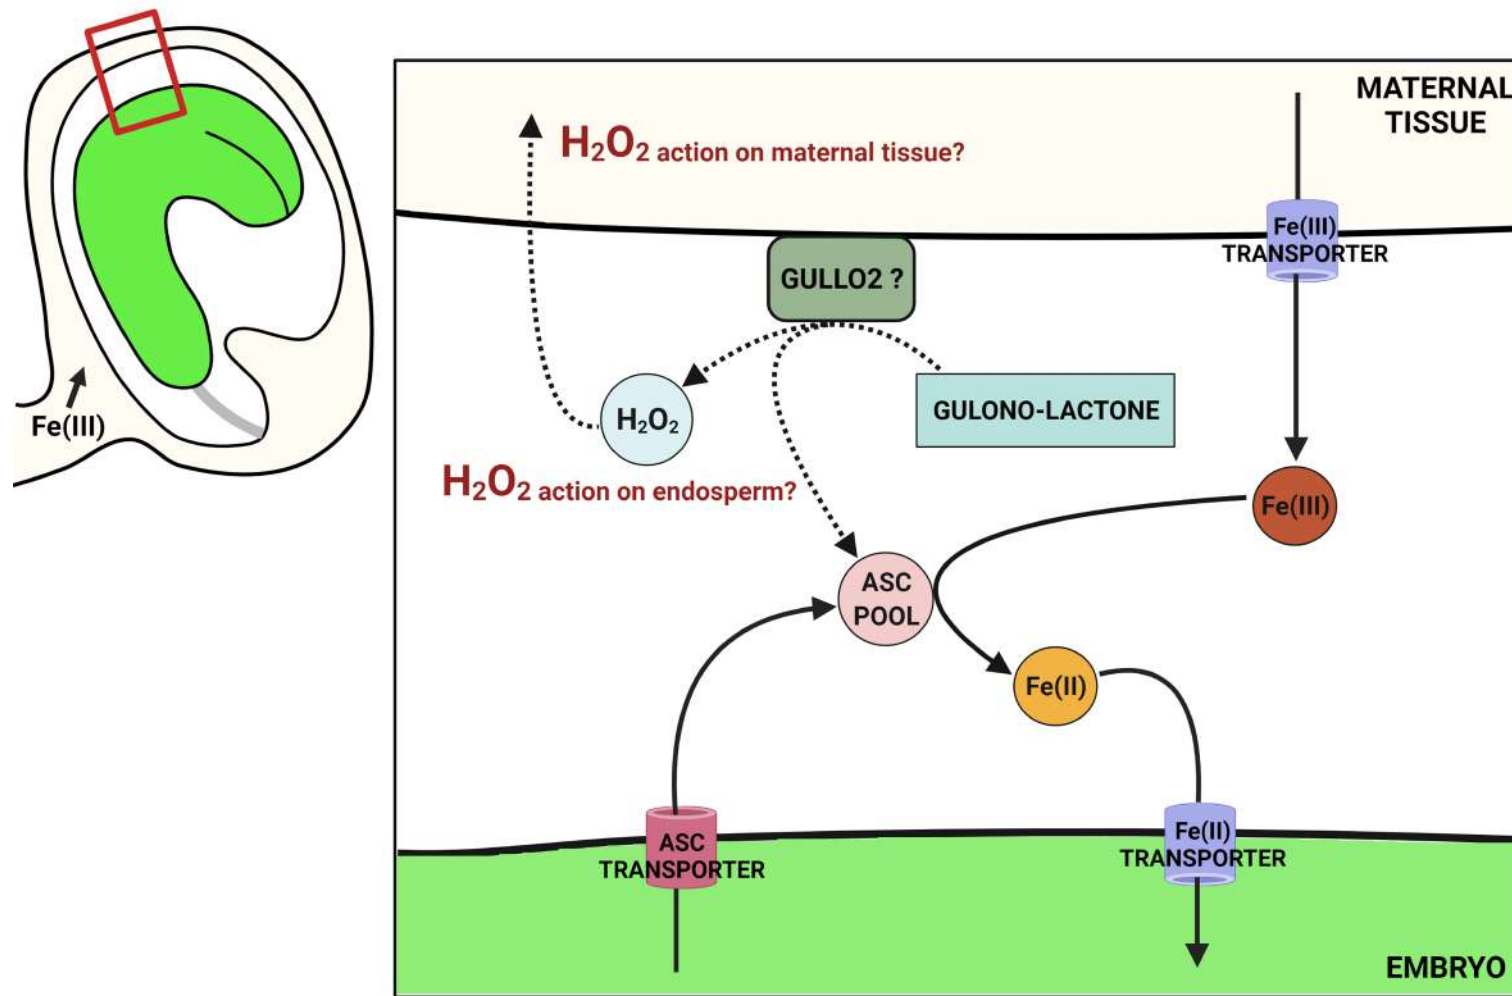 MATERNAL
TISSUE
H₂O₂ action on maternal tissue?
Fe(III)
TRANSPORTER
GULLO2 ?
H₂O₂
GULONO-LACTONE
Fe(III)
H₂O₂ action on endosperm?
Fe(III)
ASC
POOL
Fe(II)
ASC
TRANSPORTER
Fe(II)
TRANSPORTER
EMBRYO